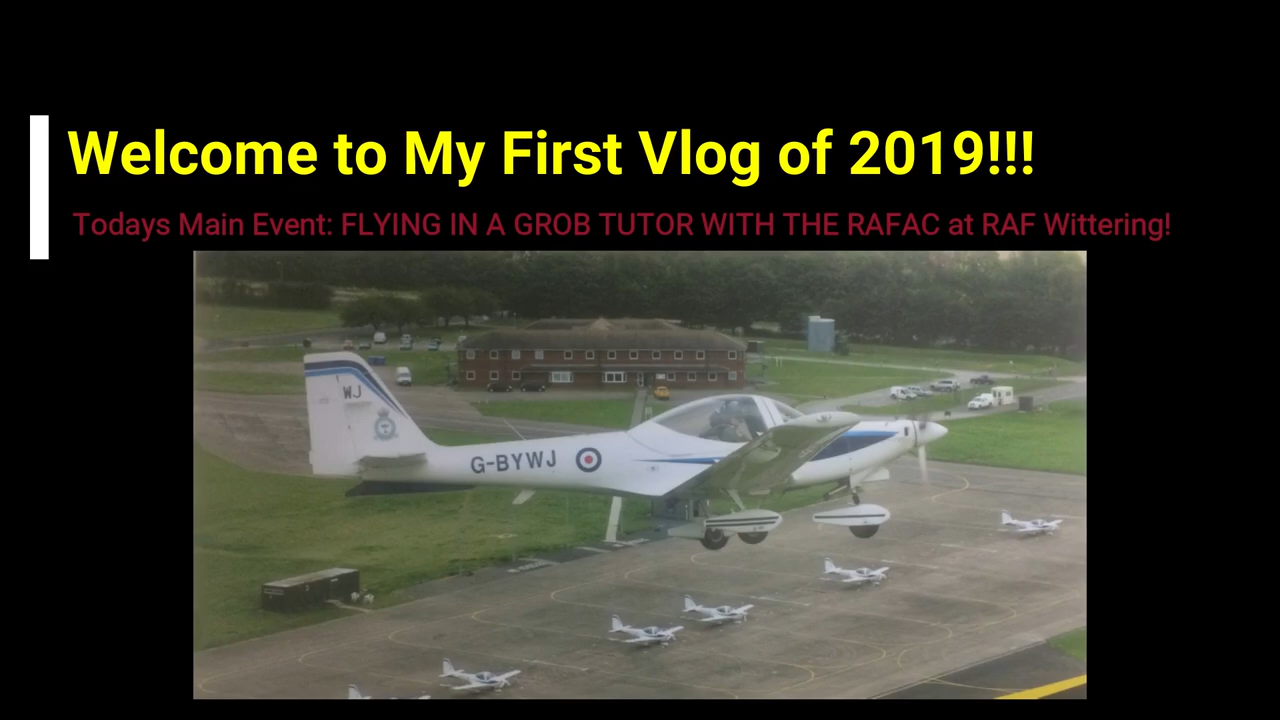 Welcome to My First Vlog of 2019!!!
Todays Main Event: FLYING IN A GROB TUTOR WITH THE RAFAC at RAF Wittering!
WJ
G-BYWJ